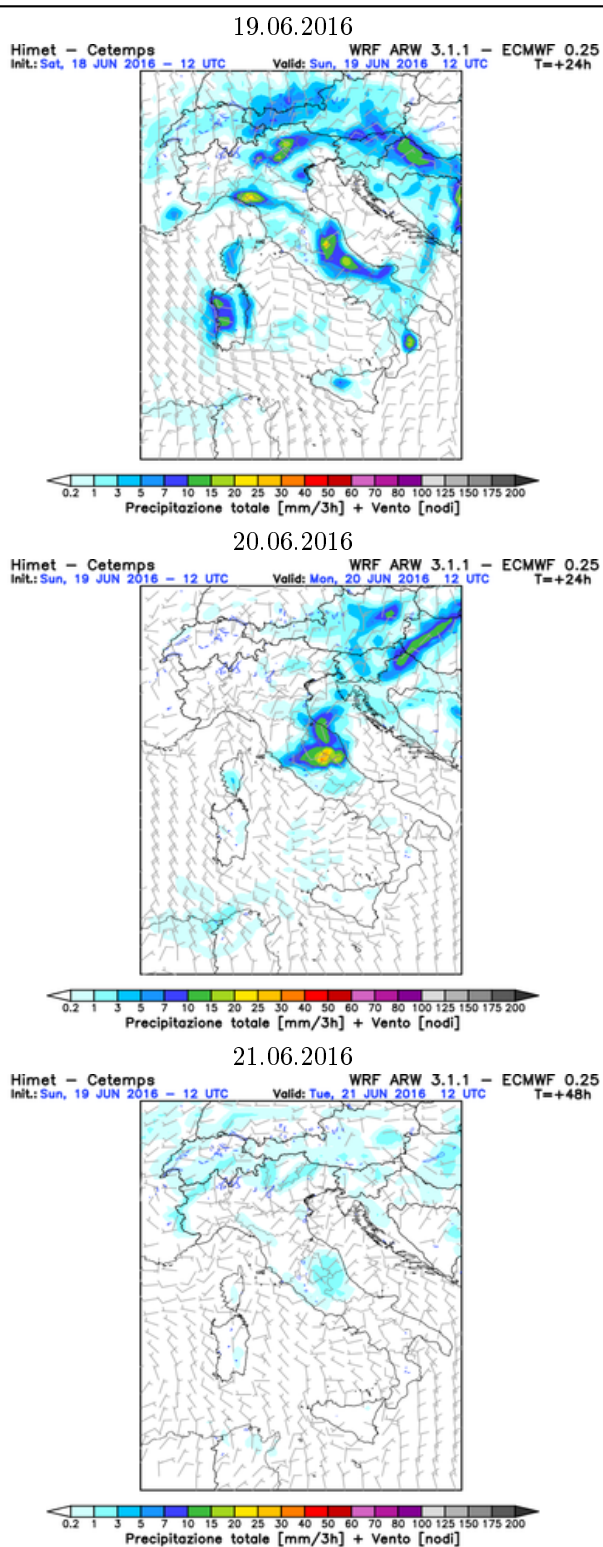 19.06.2016
Himet – Cetemps WRF ARW 3.1.1 – ECMWF 0.25
Init.: Sat, 18 JUN 2016 – 12 UTC Valid: Sun, 19 JUN 2016 12 UTC T=+24h
0.2 1 3 5 7 10 15 20 25 30 40 50 60 70 80 100 125 150 175 200
Precipitazione totale [mm/3h] + Vento [nodi]
20.06.2016
Himet – Cetemps WRF ARW 3.1.1 – ECMWF 0.25
Init.: Sun, 19 JUN 2016 – 12 UTC Valid: Mon, 20 JUN 2016 12 UTC T=+24h
0.2 1 3 5 7 10 15 20 25 30 40 50 60 70 80 100 125 150 175 200
Precipitazione totale [mm/3h] + Vento [nodi]
21.06.2016
Himet – Cetemps WRF ARW 3.1.1 – ECMWF 0.25
Init.: Sun, 19 JUN 2016 – 12 UTC Valid: Tue, 21 JUN 2016 12 UTC T=+48h
0.2 1 3 5 7 10 15 20 25 30 40 50 60 70 80 100 125 150 175 200
Precipitazione totale [mm/3h] + Vento [nodi]